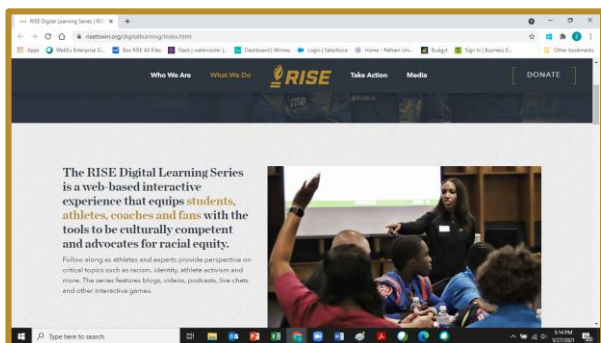 RISE Digital Learning Series | RIS
risetowin.org/digitallearning/index.html
Apps
WebEx Enterprise Si...
Box RISE All Files
Slack | watercooler |...
Dashboard | Winmo
Login | Salesforce
Budgyt
Sign In | Business S...
Other bookmarks
Who We Are
What We Do
RISE
Take Action
Media
DONATE
The RISE Digital Learning Series
is a web-based interactive
experience that equips students,
athletes, coaches and fans with the
tools to be culturally competent
and advocates for racial equity.
Follow along as athletes and experts provide perspective on
critical topics such as racism, identity, athlete activism and
more. The series features blogs, videos, podcasts, live chats
and other interactive games.
Type here to search
5:14 PM
5/27/2021